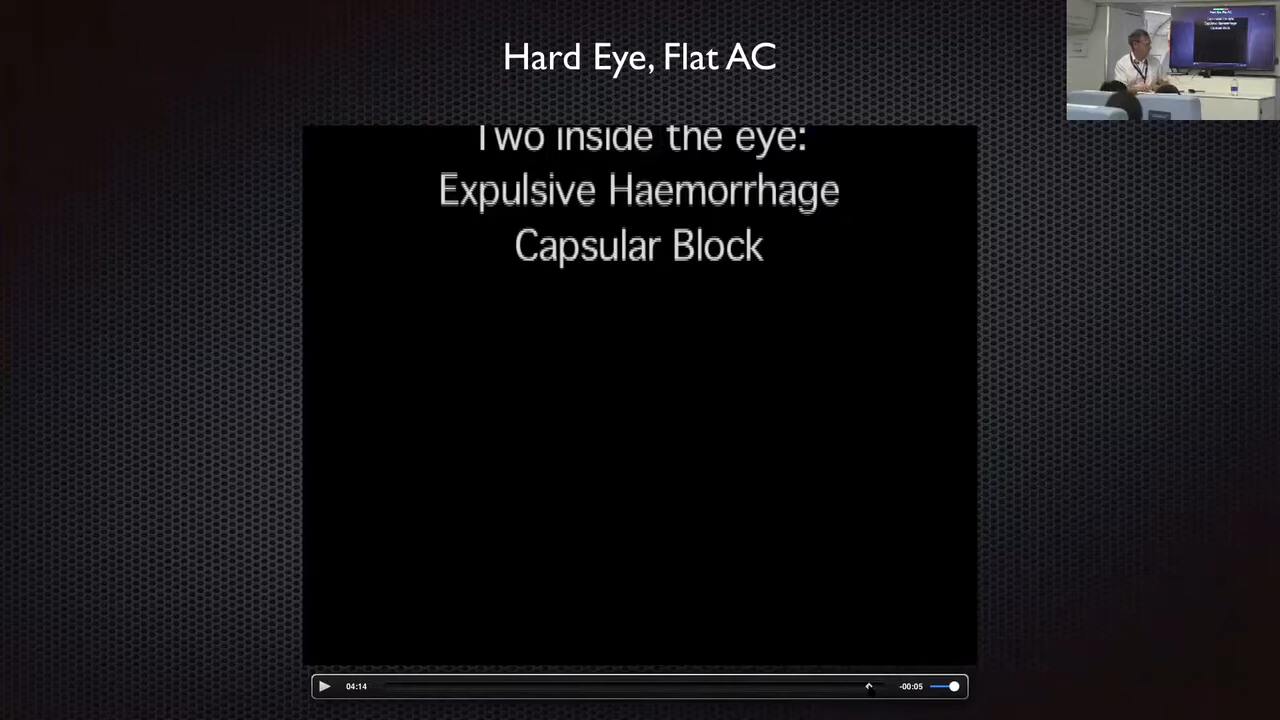 Hard Eye, Flat AC
Two inside the eye:
Expulsive Haemorrhage
Capsular Block
04:14
-00:05